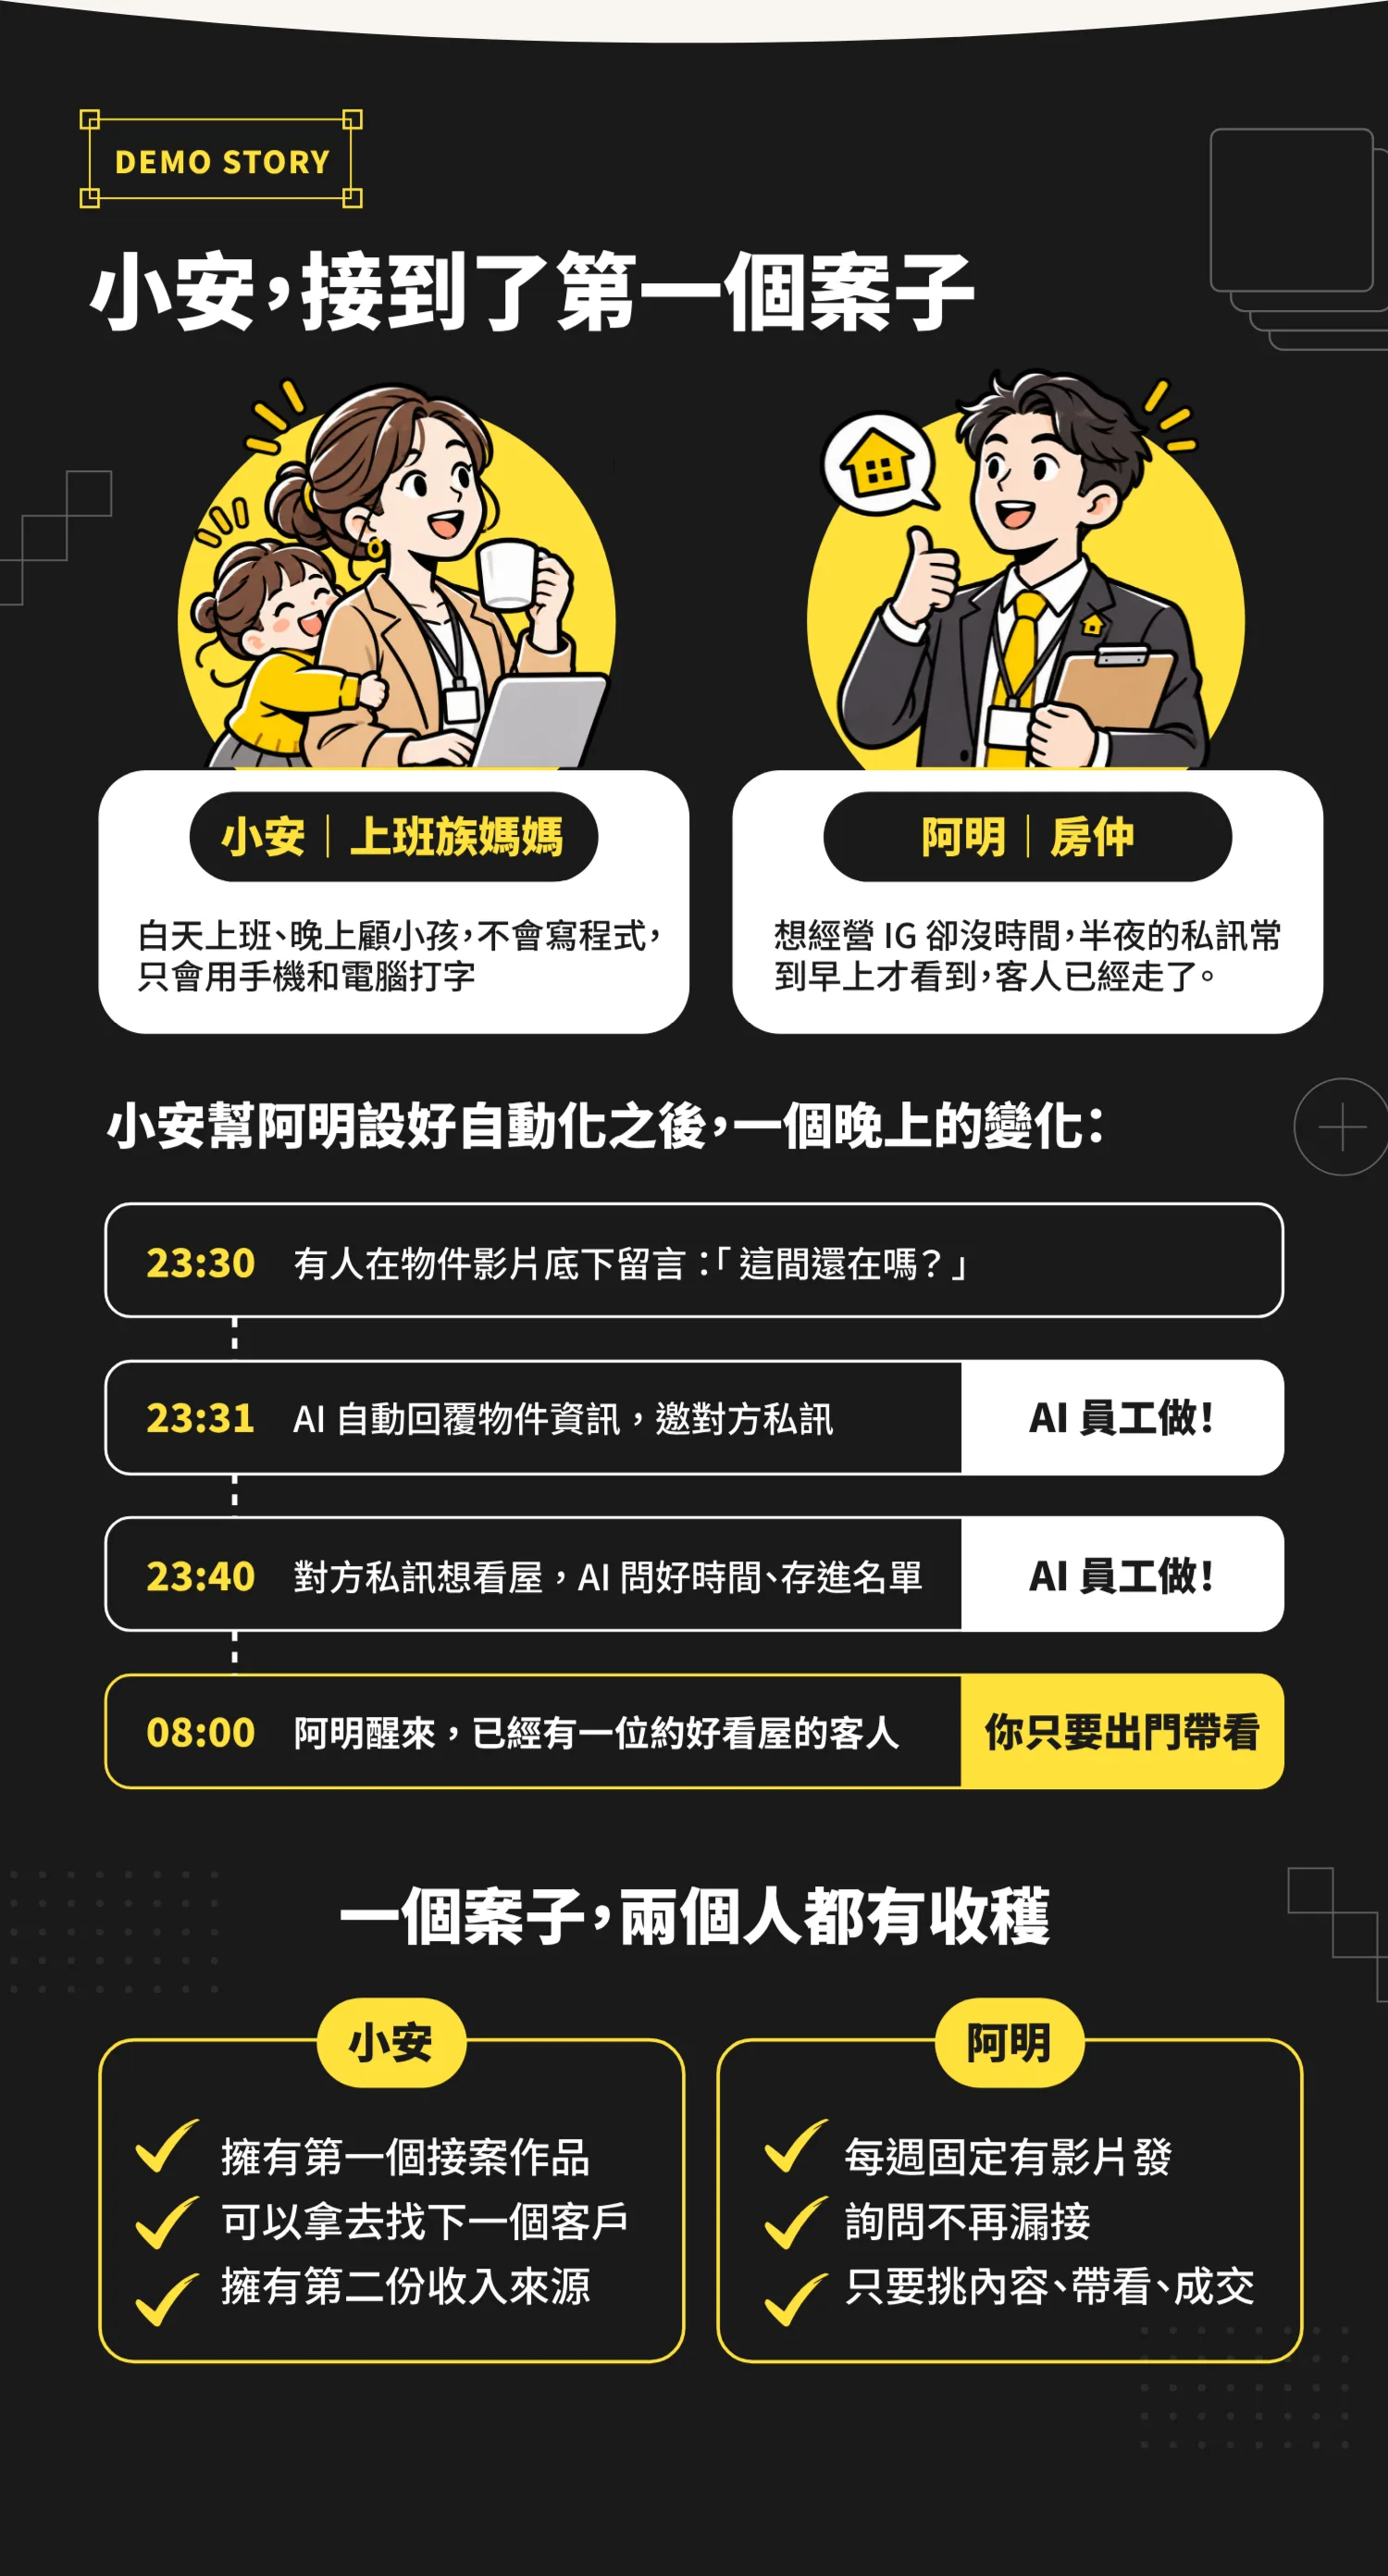 DEMO STORY
小安,接到了第一個案子
小安｜上班族媽媽
白天上班、晚上顧小孩,不會寫程式,
只會用手機和電腦打字
阿明｜房仲
想經營 IG 卻沒時間,半夜的私訊常
到早上才看到,客人已經走了。
小安幫阿明設好自動化之後,一個晚上的變化:
23:30 有人在物件影片底下留言:「這間還在嗎？」
23:31 AI 自動回覆物件資訊，邀對方私訊 AI 員工做!
23:40 對方私訊想看屋，AI 問好時間、存進名單 AI 員工做!
08:00 阿明醒來，已經有一位約好看屋的客人 你只要出門帶看
一個案子,兩個人都有收穫
小安
擁有第一個接案作品
可以拿去找下一個客戶
擁有第二份收入來源
阿明
每週固定有影片發
詢問不再漏接
只要挑內容、帶看、成交